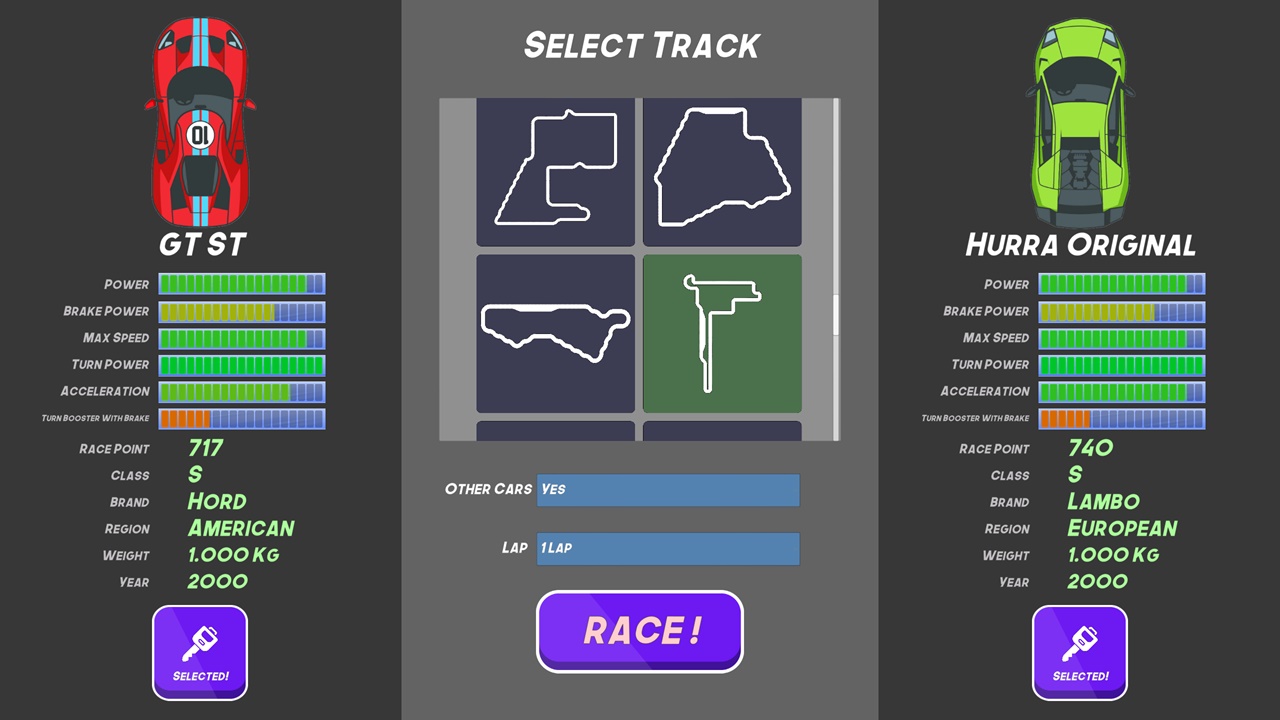 SELECT TRACK
01
GT ST
POWER
BRAKE POWER
MAX SPEED
TURN POWER
ACCELERATION
TURN BOOSTER WITH BRAKE
RACE POINT 717
CLASS S
BRAND HORD
REGION AMERICAN
WEIGHT 1.000 KG
YEAR 2000
SELECTED!
OTHER CARS YES
LAP 1 LAP
RACE !
HURRA ORIGINAL
POWER
BRAKE POWER
MAX SPEED
TURN POWER
ACCELERATION
TURN BOOSTER WITH BRAKE
RACE POINT 740
CLASS S
BRAND LAMBO
REGION EUROPEAN
WEIGHT 1.000 KG
YEAR 2000
SELECTED!